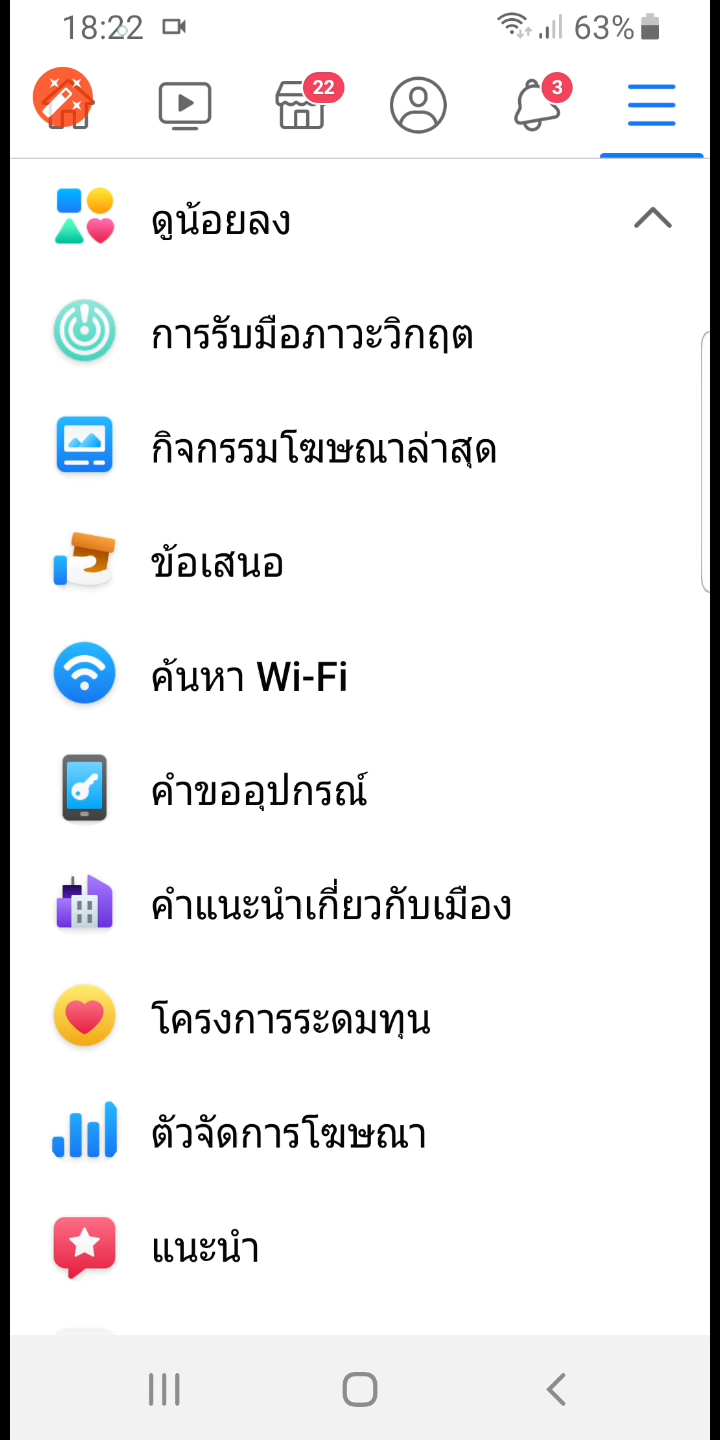 18:22
63%
22
3
ดูน้อยลง
การรับมือภาวะวิกฤต
กิจกรรมโฆษณาล่าสุด
ข้อเสนอ
ค้นหา Wi-Fi
คำขออุปกรณ์
คำแนะนำเกี่ยวกับเมือง
โครงการระดมทุน
ตัวจัดการโฆษณา
แนะนำ